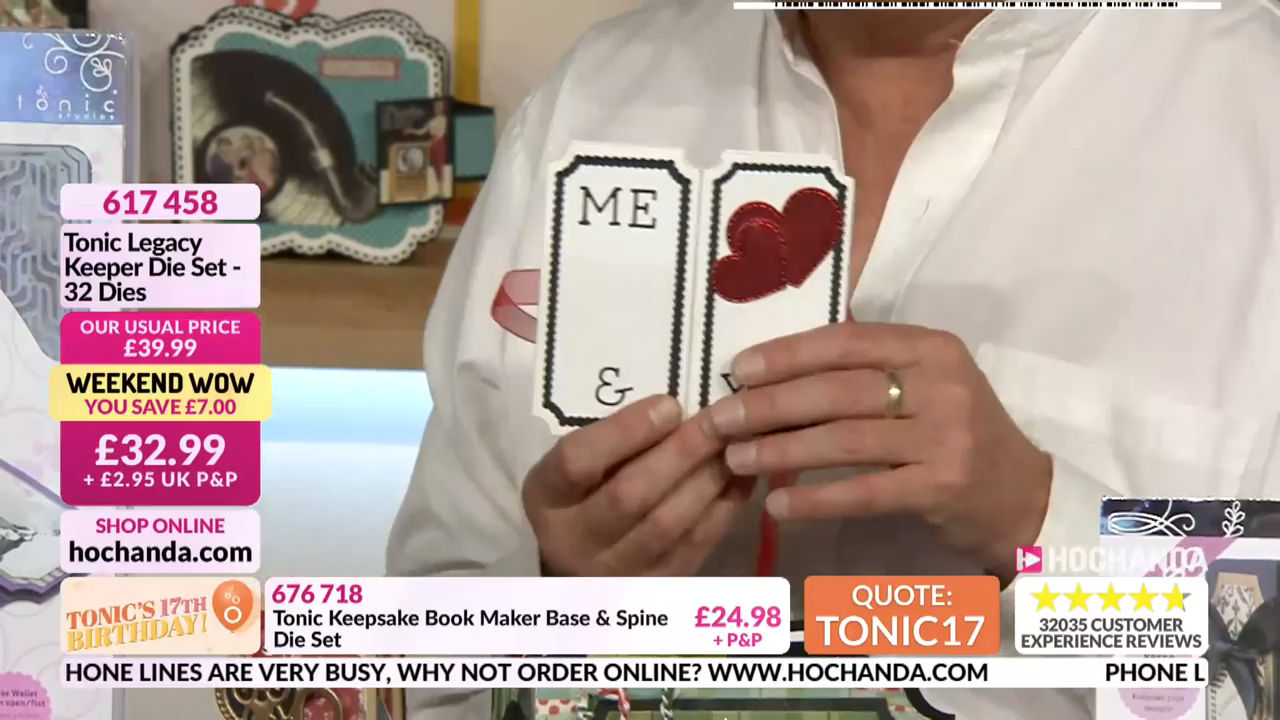 tonic
studios
617 458
Tonic Legacy
Keeper Die Set -
32 Dies
OUR USUAL PRICE
£39.99
WEEKEND WOW
YOU SAVE £7.00
£32.99
+ £2.95 UK P&P
SHOP ONLINE
hochanda.com
ME
&
TONIC'S 17TH
BIRTHDAY!
676 718
Tonic Keepsake Book Maker Base & Spine
Die Set
£24.98
+ P&P
QUOTE:
TONIC17
HOCHANDA
32035 CUSTOMER
EXPERIENCE REVIEWS
HONE LINES ARE VERY BUSY, WHY NOT ORDER ONLINE? WWW.HOCHANDA.COM
PHONE L